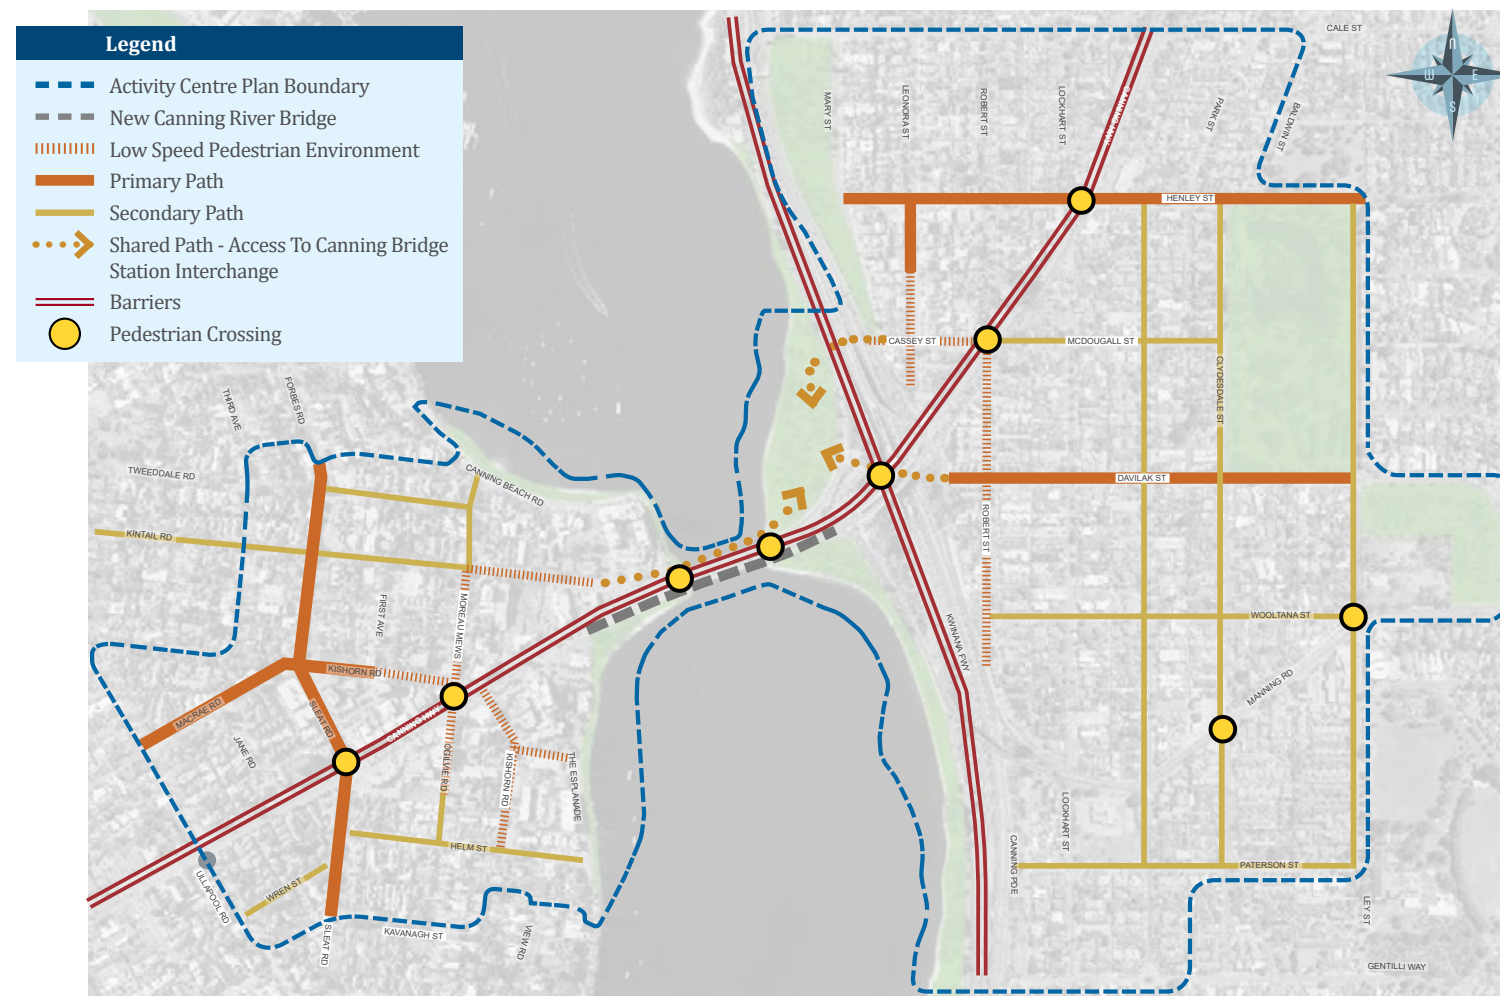 Legend
Activity Centre Plan Boundary
New Canning River Bridge
Low Speed Pedestrian Environment
Primary Path
Secondary Path
Shared Path - Access To Canning Bridge
Station Interchange
Barriers
Pedestrian Crossing
CALE ST
N
W E
S
MARY ST
LEONORA ST
ROBERT ST
LOCKHART ST
CANNING HWY
PARK ST
BALDWIN ST
HENLEY ST
CASSEY ST
MCDOUGALL ST
CLYDESDALE ST
THIRD AVE
FORBES RD
TWEEDDALE RD
CANNING BEACH RD
DAVILAK ST
KINTAIL RD
ROBERT ST
FIRST AVE
MOREAU MEWS
WOOLTANA ST
KWINANA FWY
KISHORN RD
MANNING RD
MACRAE RD
SLEAT RD
CANNING HWY
JANE RD
OGILVIE RD
KISHORN RD
THE ESPLANADE
LOCKHART ST
HELM ST
CANNING PDE
PATERSON ST
ULLAPOOL RD
WREN ST
LEY ST
SLEAT RD
KAVANAGH ST
VIEW RD
GENTILLI WAY